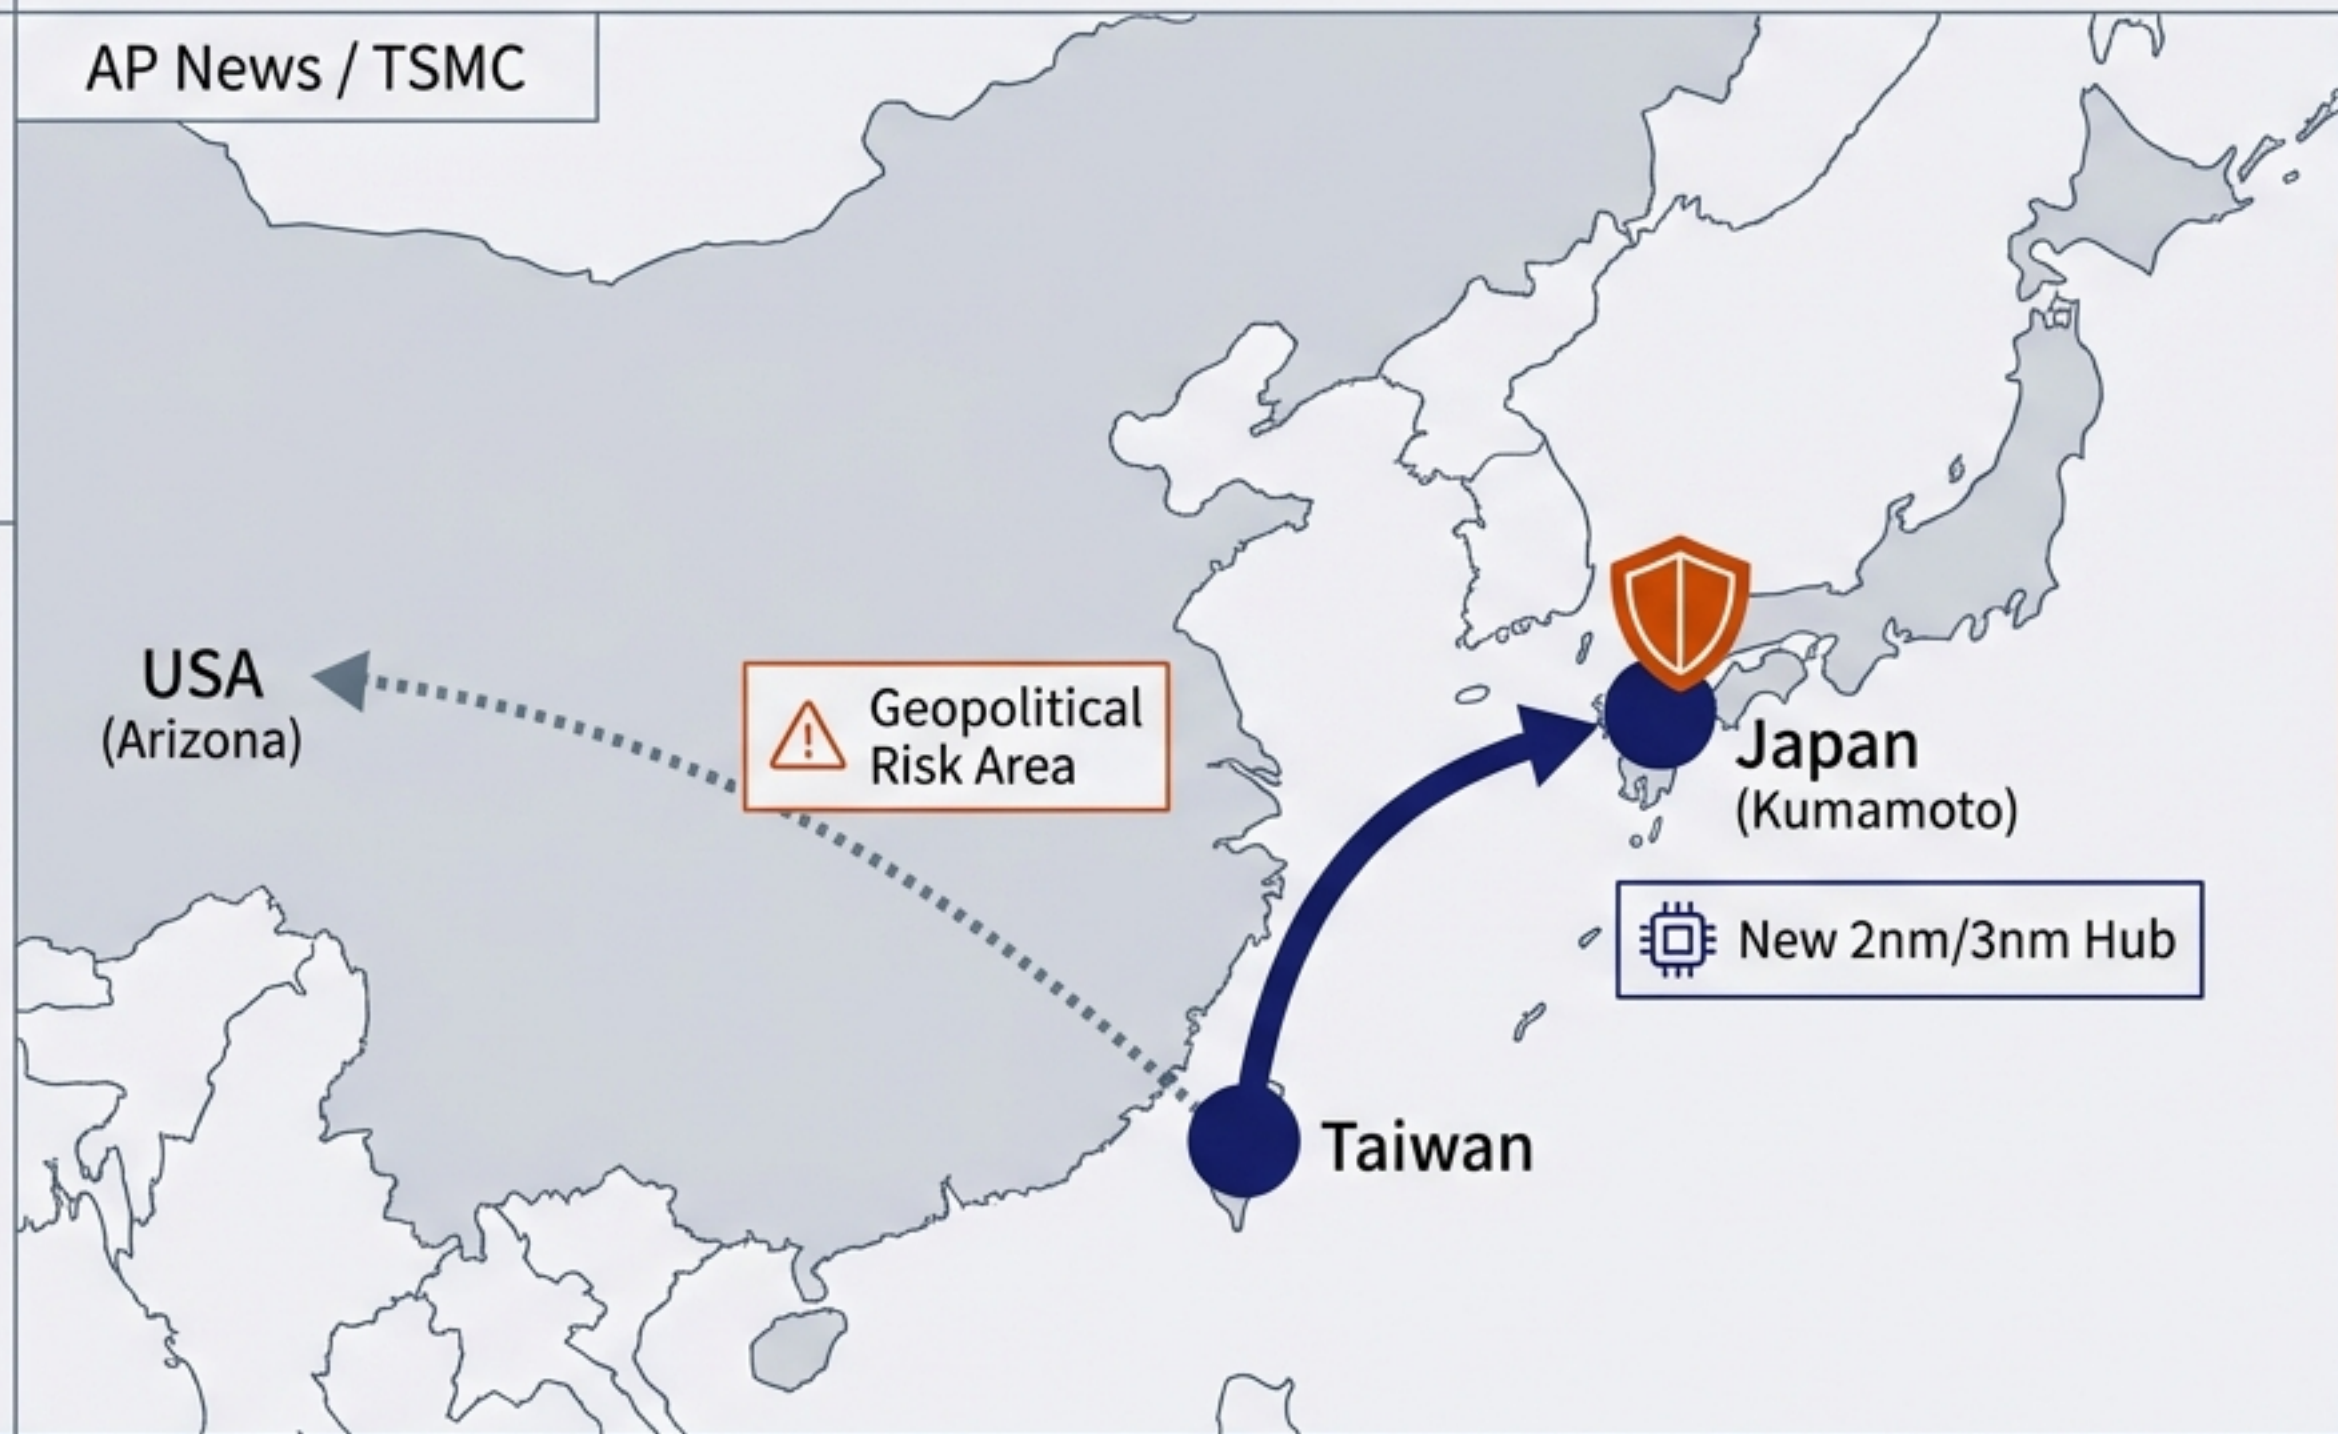 AP News / TSMC
USA
(Arizona)
Geopolitical
Risk Area
Japan
(Kumamoto)
New 2nm/3nm Hub
Taiwan